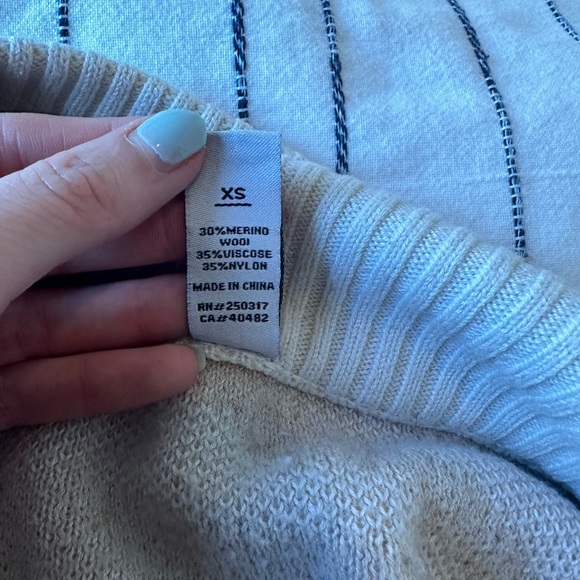 XS
30%MERINO
WOOl
35%VISCOSE
35%NYLON
MADE IN CHINA
RN#250317
CA#40482